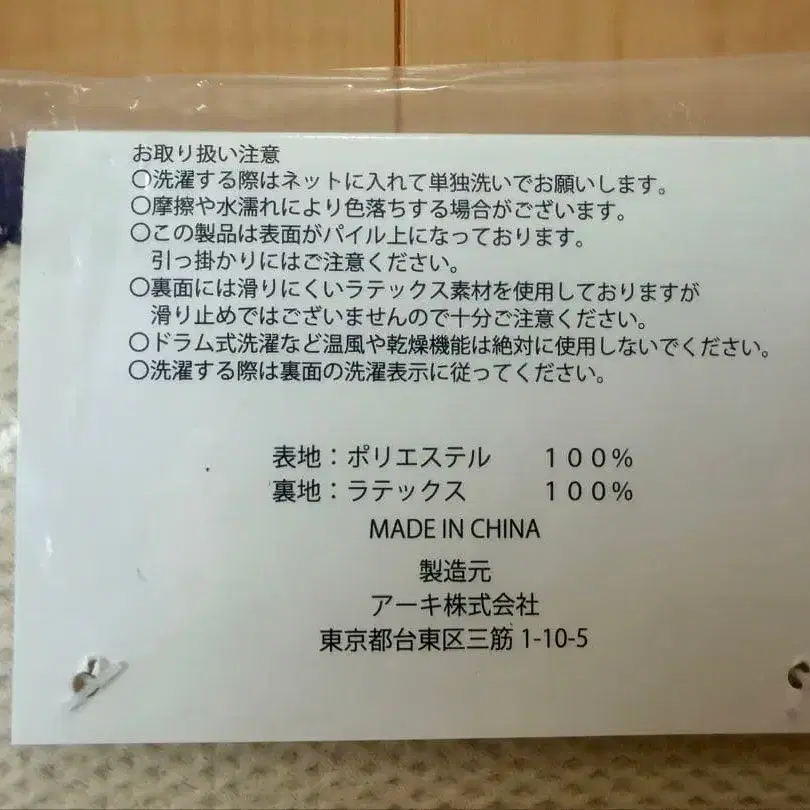 お取り扱い注意
〇洗濯する際はネットに入れて単独洗いでお願いします。
〇摩擦や水濡れにより色落ちする場合がございます。
〇この製品は表面がパイル上になっております。
引っ掛かりにはご注意ください。
〇裏面には滑りにくいラテックス素材を使用しておりますが
滑り止めではございませんので十分ご注意ください。
〇ドラム式洗濯など温風や乾燥機能は絶対に使用しないでください。
〇洗濯する際は裏面の洗濯表示に従ってください。
表地：ポリエステル　　１００％
裏地：ラテックス　　　１００％
MADE IN CHINA
製造元
アーキ株式会社
東京都台東区三筋 1-10-5